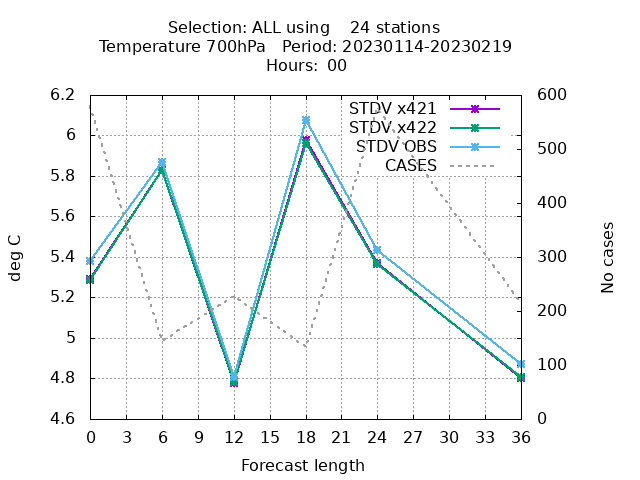 Selection: ALL using    24 stations
Temperature 700hPa   Period: 20230114-20230219
Hours: 00
6.2
6
5.8
5.6
5.4
5.2
5
4.8
4.6
deg C
STDV x421
STDV x422
STDV OBS
CASES
600
500
400
300
200
100
0
No cases
0 3 6 9 12 15 18 21 24 27 30 33 36
Forecast length